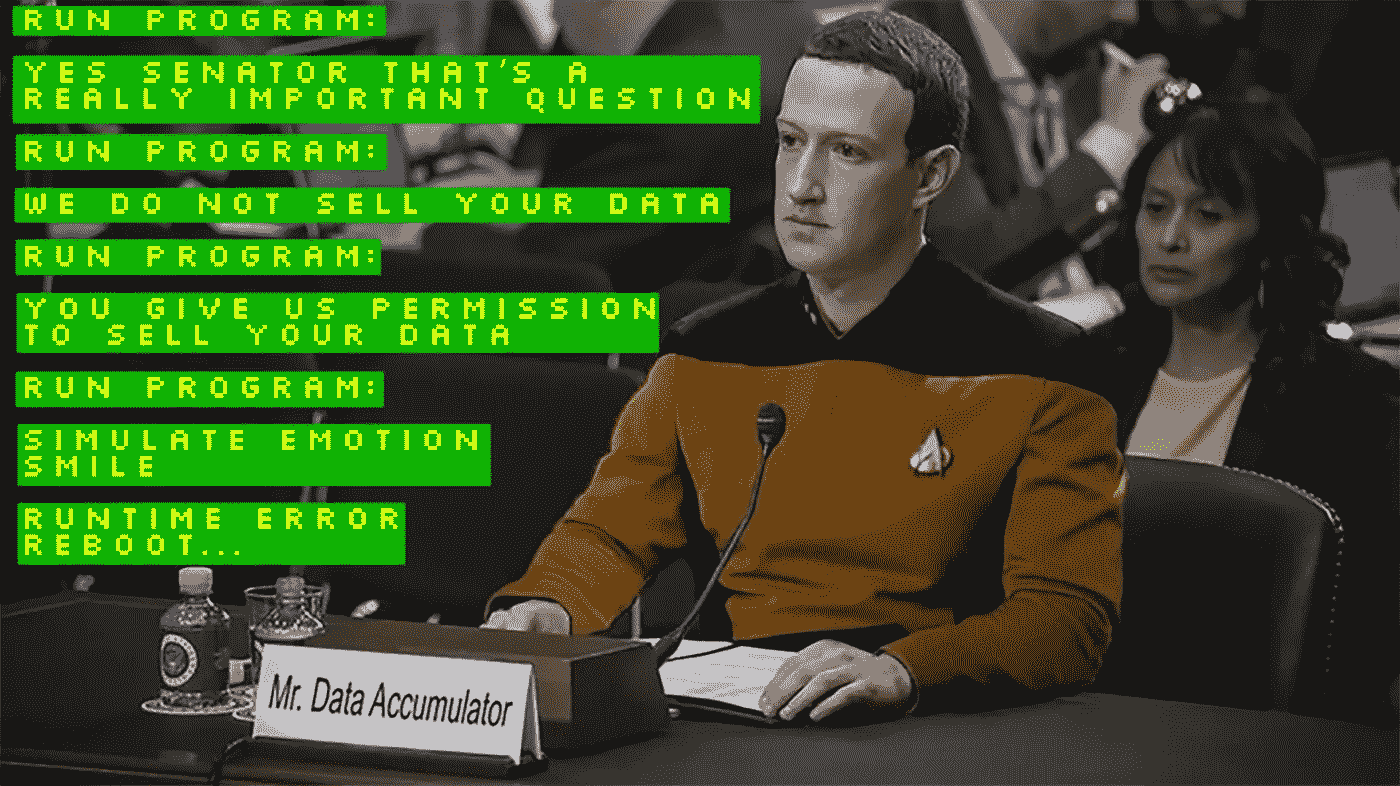 RUN PROGRAM:
YES SENATOR THAT'S A
REALLY IMPORTANT QUESTION
RUN PROGRAM:
WE DO NOT SELL YOUR DATA
RUN PROGRAM:
YOU GIVE US PERMISSION
TO SELL YOUR DATA
RUN PROGRAM:
SIMULATE EMOTION
SMILE
RUNTIME ERROR
REBOOT...
Mr. Data Accumulator